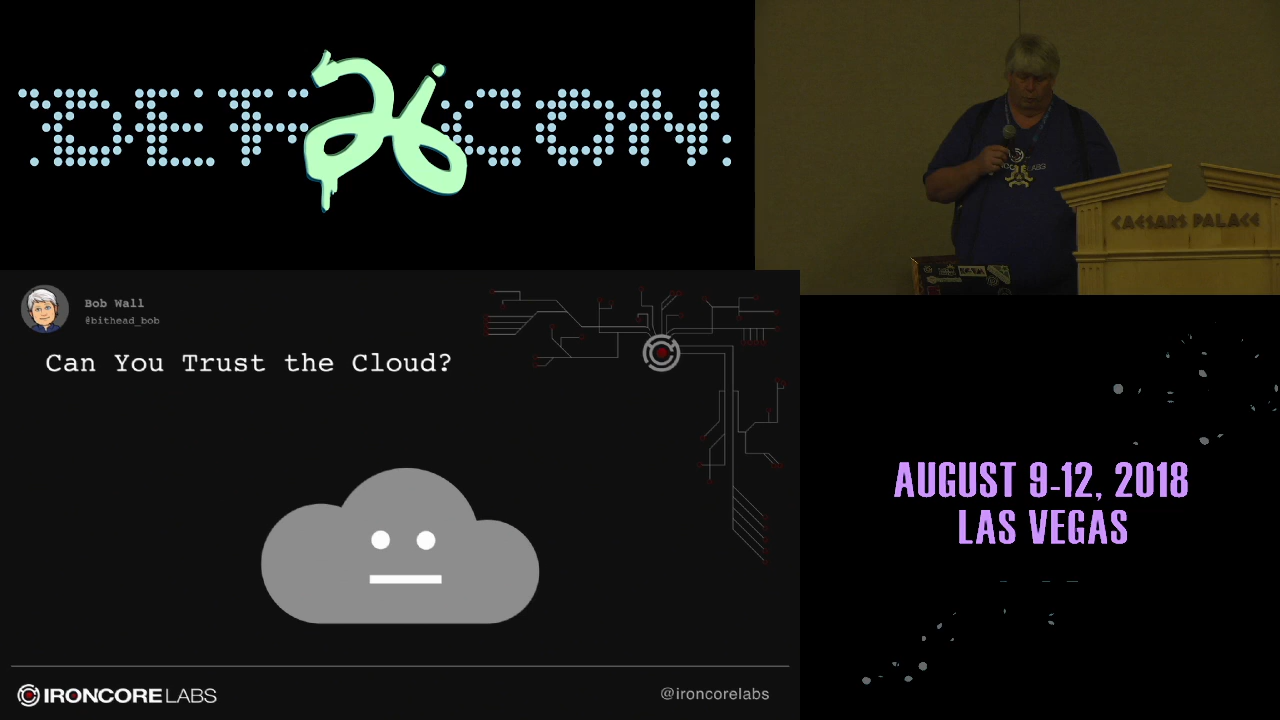 DEF 26 CON
CAESARS PALACE
Bob Wall
@bithead_bob
Can You Trust the Cloud?
AUGUST 9-12, 2018
LAS VEGAS
IRONCORE LABS
@ironcorelabs